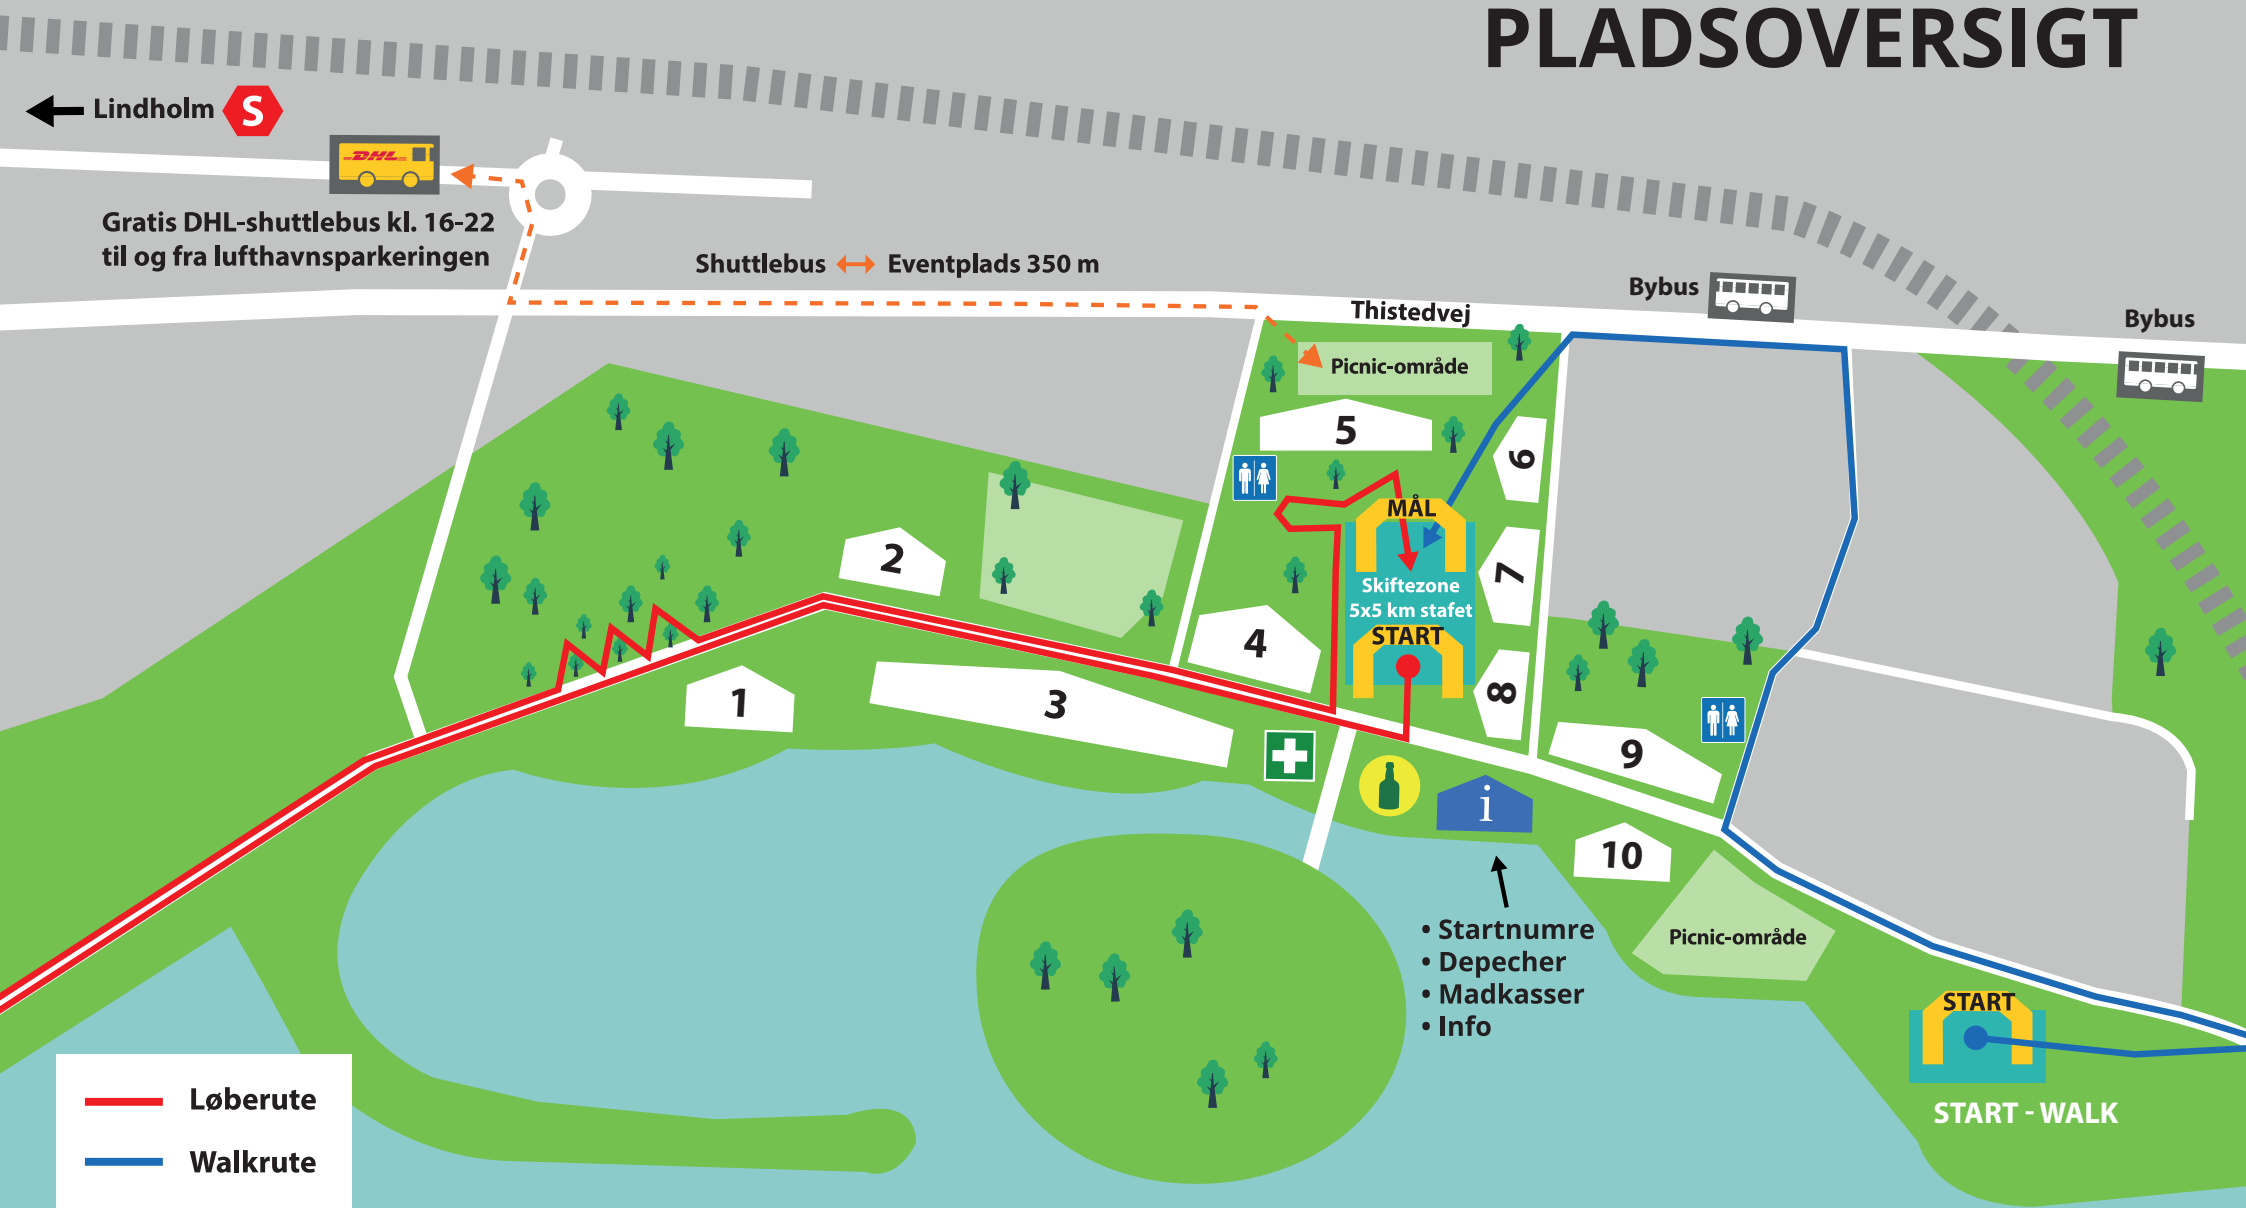 PLADSOVERSIGT
Lindholm S
DHL
Gratis DHL-shuttlebus kl. 16-22
til og fra lufthavnsparkeringen
Shuttlebus Eventplads 350 m
Thistedvej
Bybus
Bybus
Picnic-område
5
6
MÅL
2
7
Skiftezone
5x5 km stafet
START
4
1
3
8
9
i
10
• Startnumre
• Depecher
• Madkasser
• Info
Picnic-område
START
START - WALK
Løberute
Walkrute